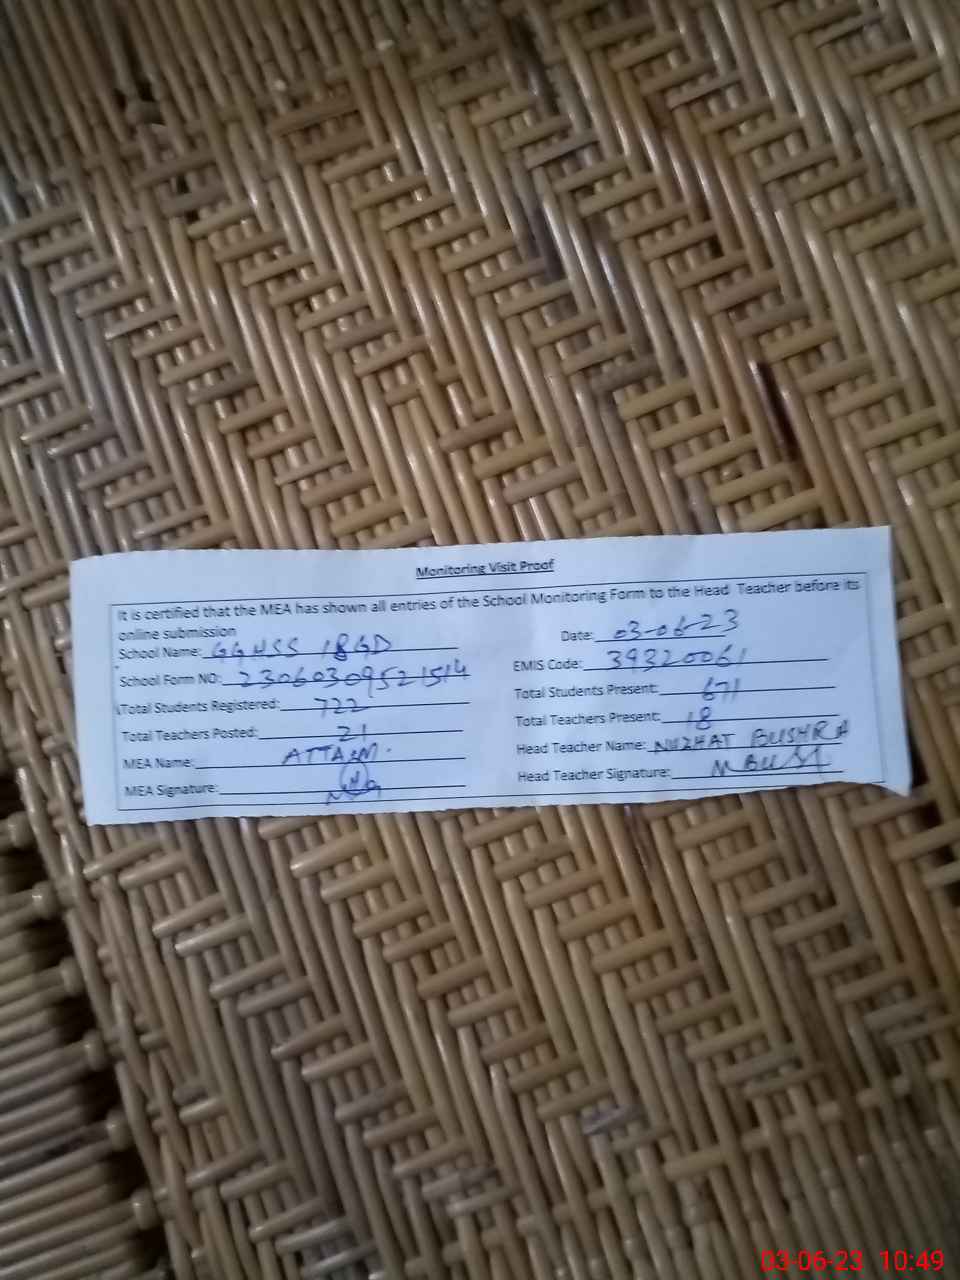 Monitoring Visit Proof
It is certified that the MEA has shown all entries of the School Monitoring Form to the Head Teacher before its
online submission
Date: 03-06-23
School Name: GGHSS 18GD
EMIS Code: 39320061
School Form NO: 23060309521514
Total Students Present: 671
Total Students Registered: 722
Total Teachers Present: 18
Total Teachers Posted: 21
Head Teacher Name: NUZHAT BUSHRA
MEA Name:
Head Teacher Signature:
MEA Signature:
03-06-23 10:49